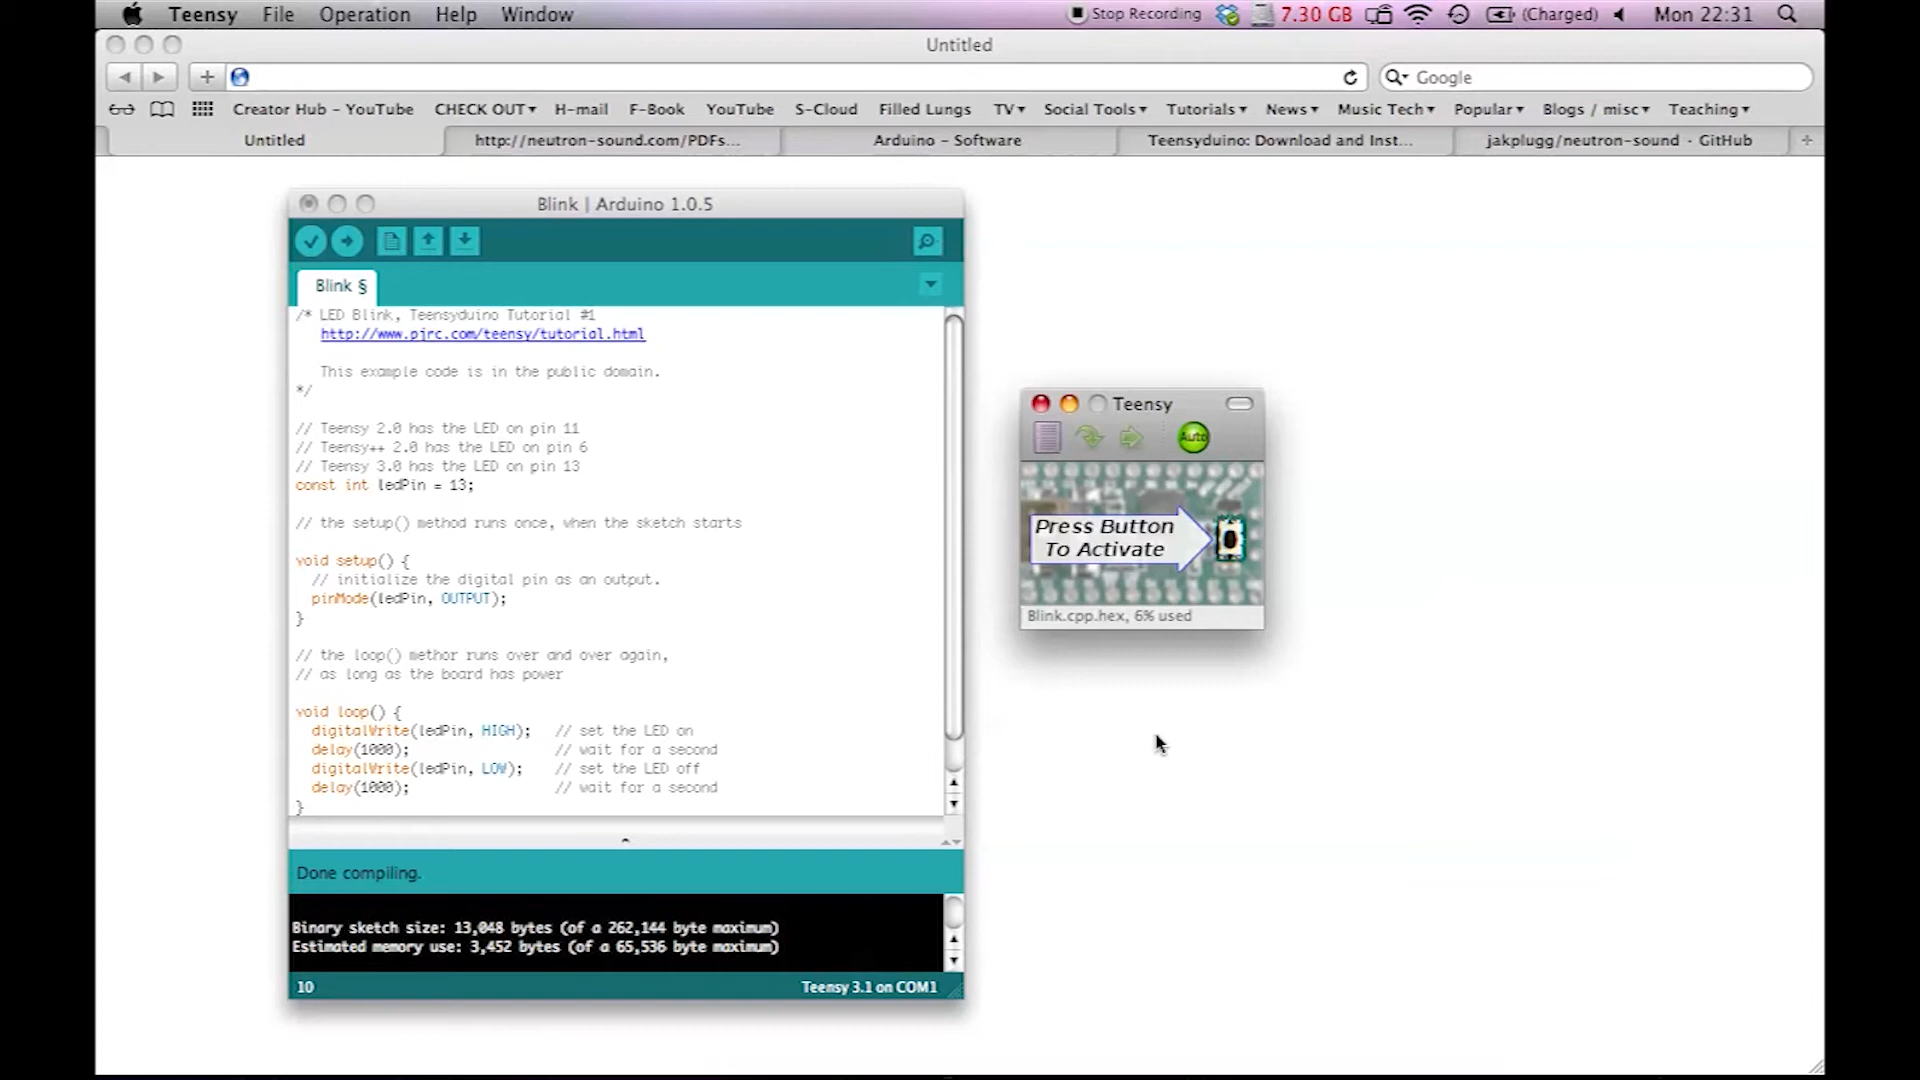 Teensy File Operation Help Window Stop Recording 7.30 GB (Charged) Mon 22:31
Untitled
Google
Creator Hub - YouTube CHECK OUT H-mail F-Book YouTube S-Cloud Filled Lungs TV Social Tools Tutorials News Music Tech Popular Blogs / misc Teaching
Untitled http://neutron-sound.com/PDFs... Arduino - Software Teensyduino: Download and Inst... jakplugg/neutron-sound · GitHub
Blink | Arduino 1.0.5
Blink §
/* LED Blink, Teensyduino Tutorial #1
http://www.pjrc.com/teensy/tutorial.html
This example code is in the public domain.
*/
// Teensy 2.0 has the LED on pin 11
// Teensy++ 2.0 has the LED on pin 6
// Teensy 3.0 has the LED on pin 13
const int ledPin = 13;
// the setup() method runs once, when the sketch starts
void setup() {
// initialize the digital pin as an output.
pinMode(ledPin, OUTPUT);
}
// the loop() methor runs over and over again,
// as long as the board has power
void loop() {
digitalWrite(ledPin, HIGH); // set the LED on
delay(1000); // wait for a second
digitalWrite(ledPin, LOW); // set the LED off
delay(1000); // wait for a second
}
Done compiling.
Binary sketch size: 13,048 bytes (of a 262,144 byte maximum)
Estimated memory use: 3,452 bytes (of a 65,536 byte maximum)
10 Teensy 3.1 on COM1
Teensy
Auto
Press Button
To Activate
Blink.cpp.hex, 6% used